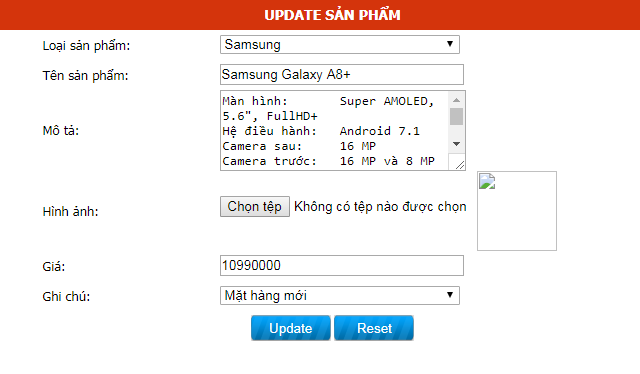 UPDATE SẢN PHẨM
Loại sản phẩm: Samsung
Tên sản phẩm: Samsung Galaxy A8+
Mô tả: Màn hình: Super AMOLED,
5.6", FullHD+
Hệ điều hành: Android 7.1
Camera sau: 16 MP
Camera trước: 16 MP và 8 MP
Hình ảnh: Chọn tệp Không có tệp nào được chọn
Giá: 10990000
Ghi chú: Mặt hàng mới
Update Reset